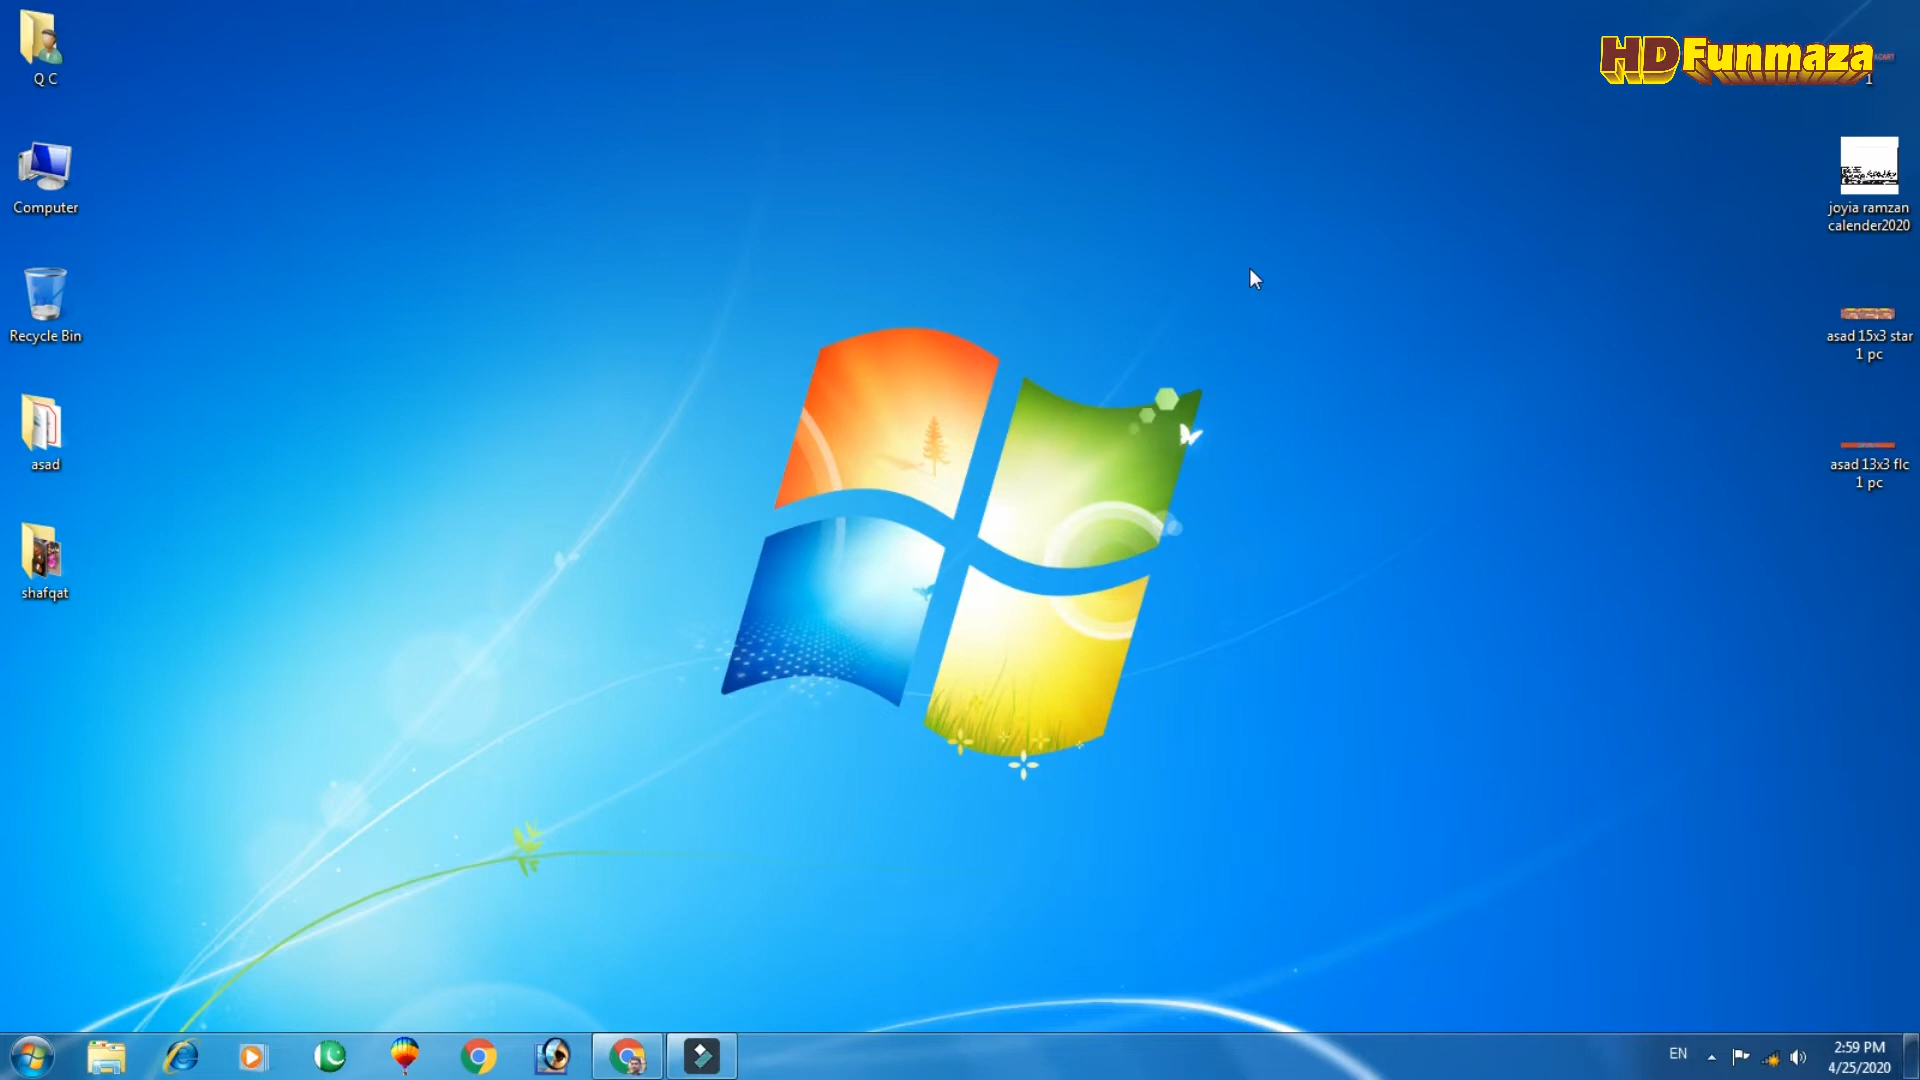 Q C
Computer
Recycle Bin
asad
shafqat
HDFunmaza
1
joyia ramzan
calender2020
asad 15x3 star
1 pc
asad 13x3 flc
1 pc
EN
2:59 PM
4/25/2020